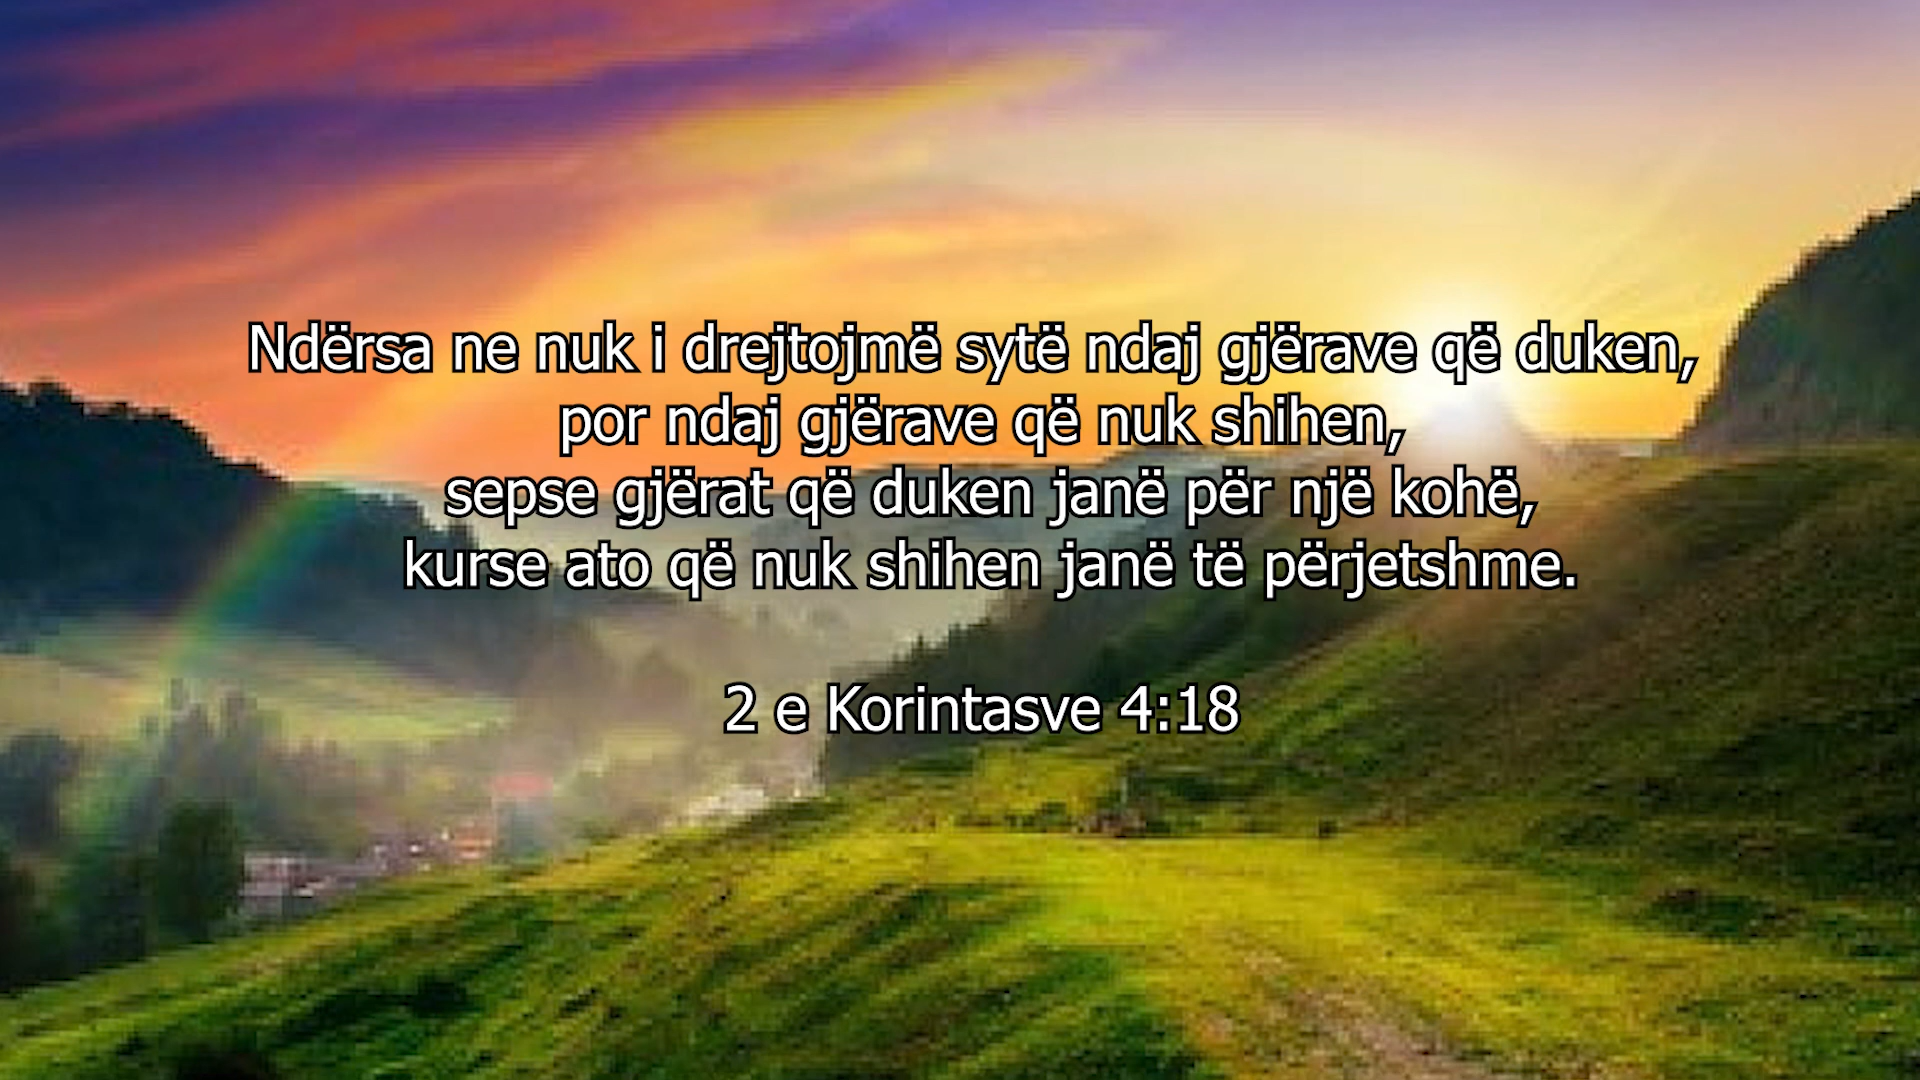 Ndërsa ne nuk i drejtojmë sytë ndaj gjërave që duken,
por ndaj gjërave që nuk shihen,
sepse gjërat që duken janë për një kohë,
kurse ato që nuk shihen janë të përjetshme.
2 e Korintasve 4:18